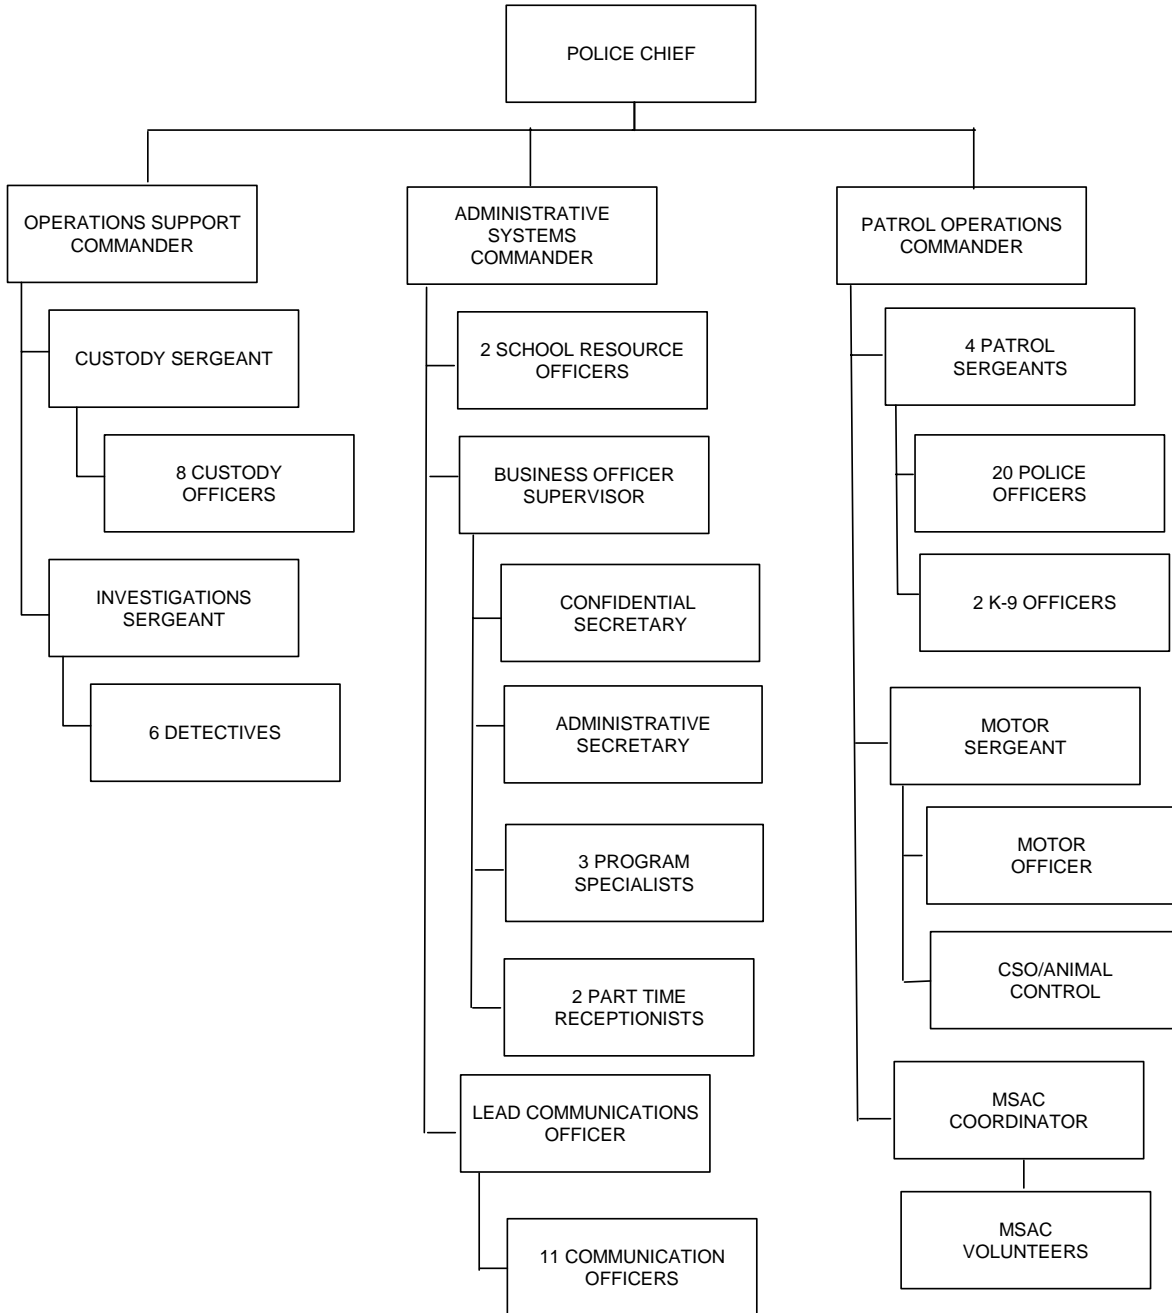 POLICE CHIEF
OPERATIONS SUPPORT
COMMANDER
CUSTODY SERGEANT
8 CUSTODY
OFFICERS
INVESTIGATIONS
SERGEANT
6 DETECTIVES
ADMINISTRATIVE
SYSTEMS
COMMANDER
2 SCHOOL RESOURCE
OFFICERS
BUSINESS OFFICER
SUPERVISOR
CONFIDENTIAL
SECRETARY
ADMINISTRATIVE
SECRETARY
3 PROGRAM
SPECIALISTS
2 PART TIME
RECEPTIONISTS
LEAD COMMUNICATIONS
OFFICER
11 COMMUNICATION
OFFICERS
PATROL OPERATIONS
COMMANDER
4 PATROL
SERGEANTS
20 POLICE
OFFICERS
2 K-9 OFFICERS
MOTOR
SERGEANT
MOTOR
OFFICER
CSO/ANIMAL
CONTROL
MSAC
COORDINATOR
MSAC
VOLUNTEERS